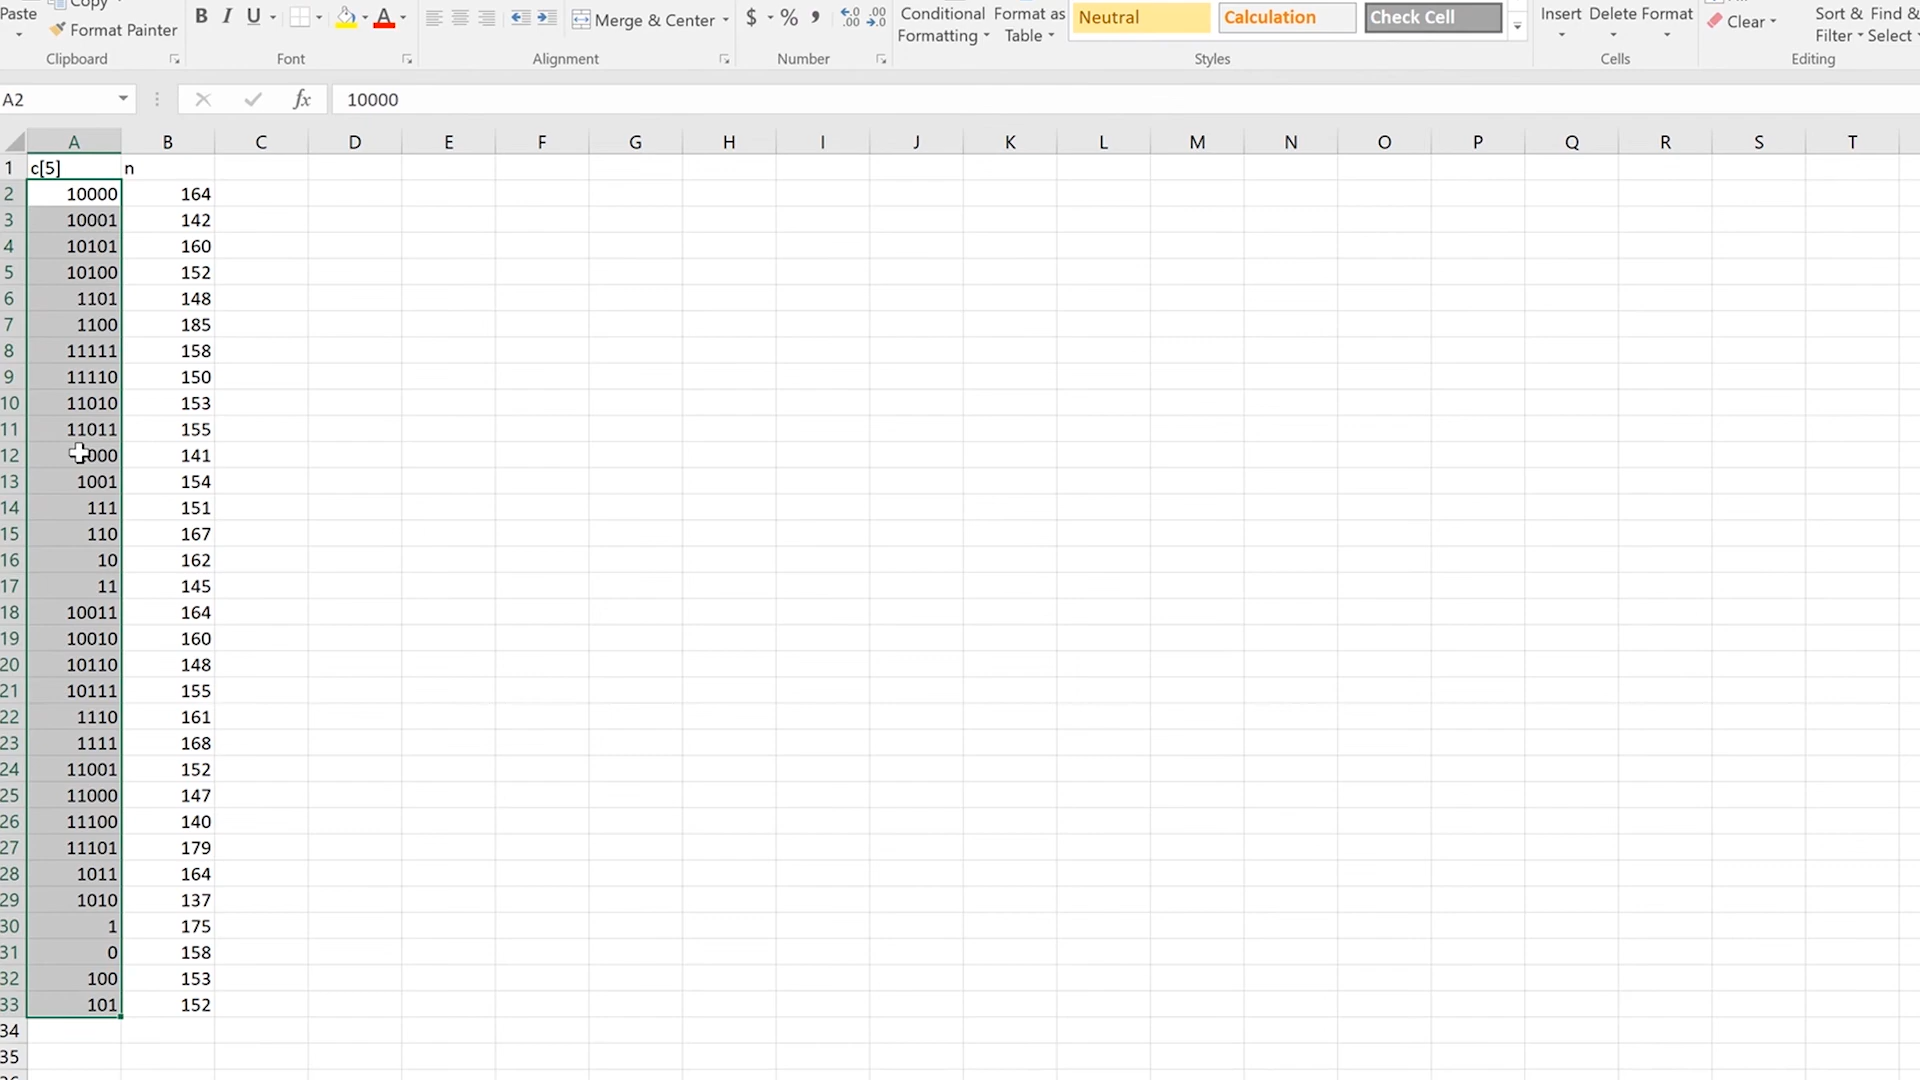 Paste Copy B I U A Merge & Center $ % , Conditional Format as Neutral Calculation Check Cell Insert Delete Format Clear Sort & Find &
Format Painter Formatting Table Filter Select
Clipboard Font Alignment Number Styles Cells Editing
A2 fx 10000
A B C D E F G H I J K L M N O P Q R S T
1 c[5] n
2 10000 164
3 10001 142
4 10101 160
5 10100 152
6 1101 148
7 1100 185
8 11111 158
9 11110 150
10 11010 153
11 11011 155
12 000 141
13 1001 154
14 111 151
15 110 167
16 10 162
17 11 145
18 10011 164
19 10010 160
20 10110 148
21 10111 155
22 1110 161
23 1111 168
24 11001 152
25 11000 147
26 11100 140
27 11101 179
28 1011 164
29 1010 137
30 1 175
31 0 158
32 100 153
33 101 152
34
35